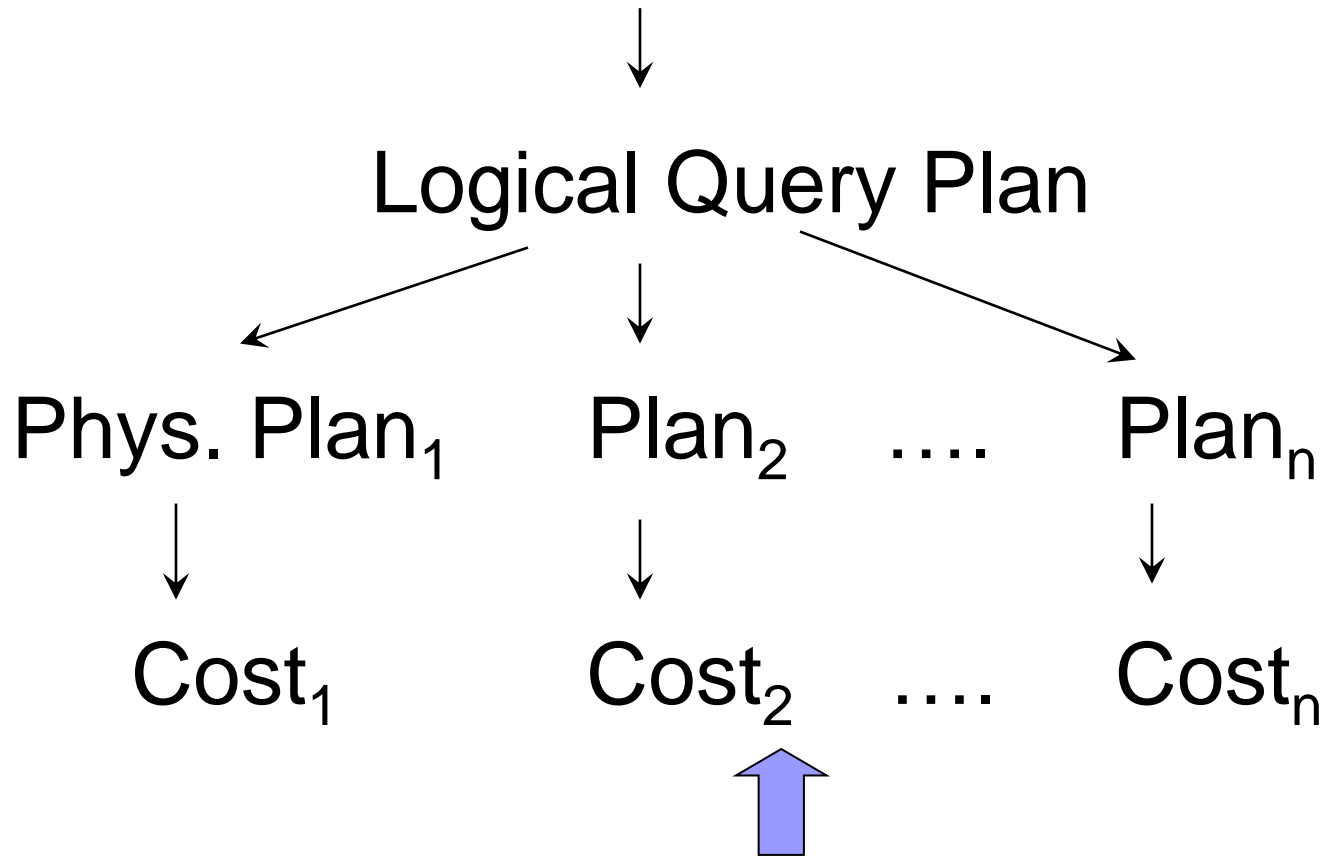 Logical Query Plan
Phys. Plan₁ Plan₂ .... Planₙ
Cost₁ Cost₂ .... Costₙ